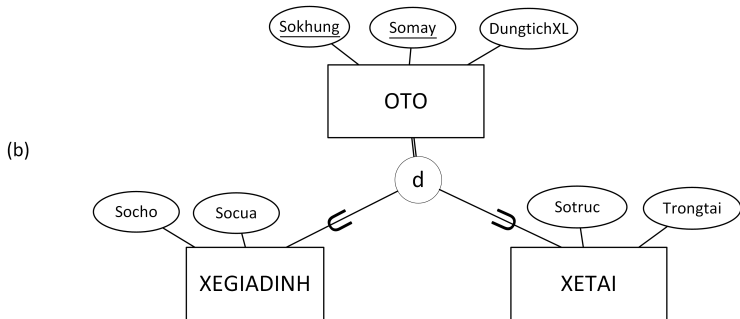 Sokhung
Somay
DungtichXL
OTO
(b)
d
Socho
Socua
Sotruc
Trongtai
XEGIADINH
XETAI